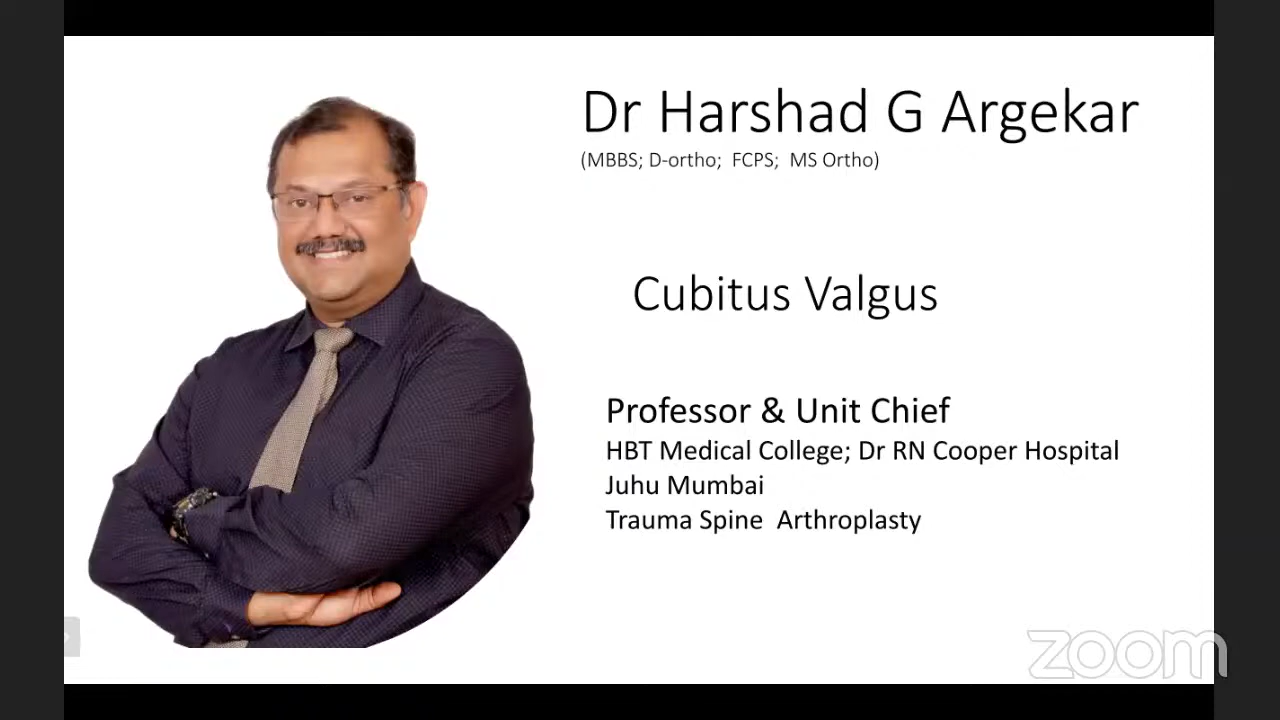 Dr Harshad G Argekar
(MBBS; D-ortho; FCPS; MS Ortho)
Cubitus Valgus
Professor & Unit Chief
HBT Medical College; Dr RN Cooper Hospital
Juhu Mumbai
Trauma Spine Arthroplasty
zoom